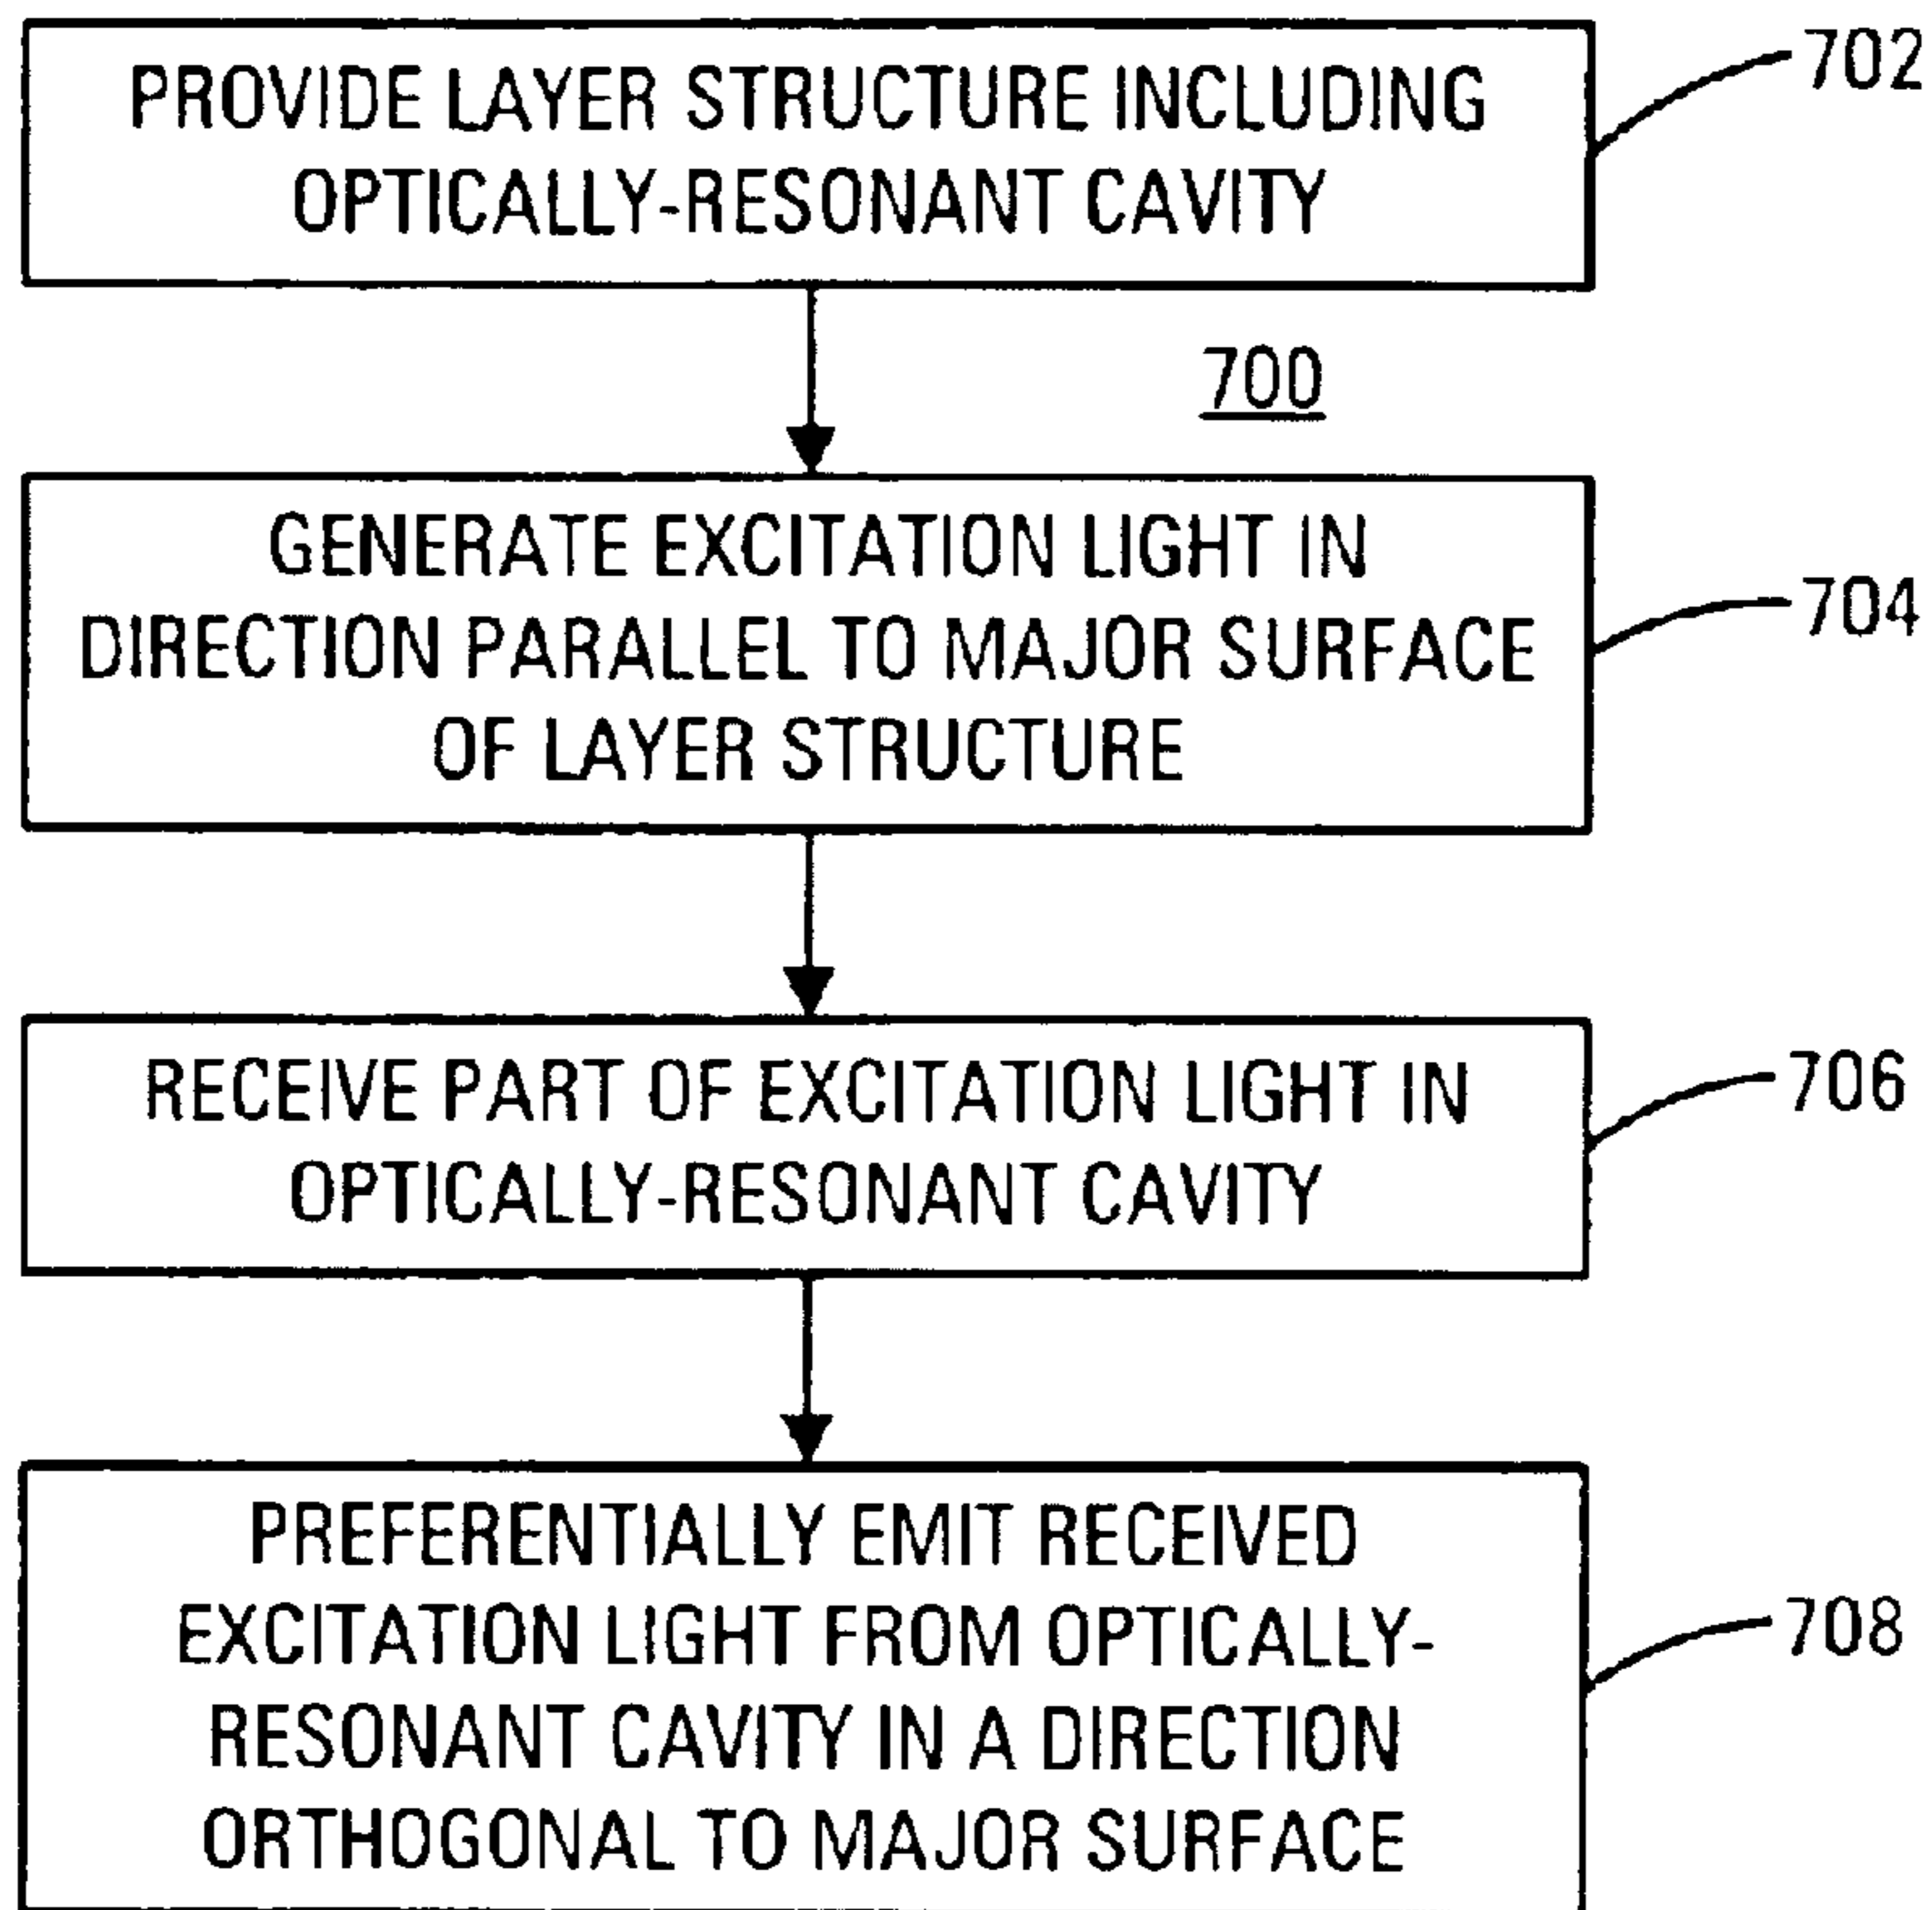 PROVIDE LAYER STRUCTURE INCLUDING
OPTICALLY-RESONANT CAVITY
702
700
GENERATE EXCITATION LIGHT IN
DIRECTION PARALLEL TO MAJOR SURFACE
OF LAYER STRUCTURE
704
RECEIVE PART OF EXCITATION LIGHT IN
OPTICALLY-RESONANT CAVITY
706
PREFERENTIALLY EMIT RECEIVED
EXCITATION LIGHT FROM OPTICALLY-
RESONANT CAVITY IN A DIRECTION
ORTHOGONAL TO MAJOR SURFACE
708